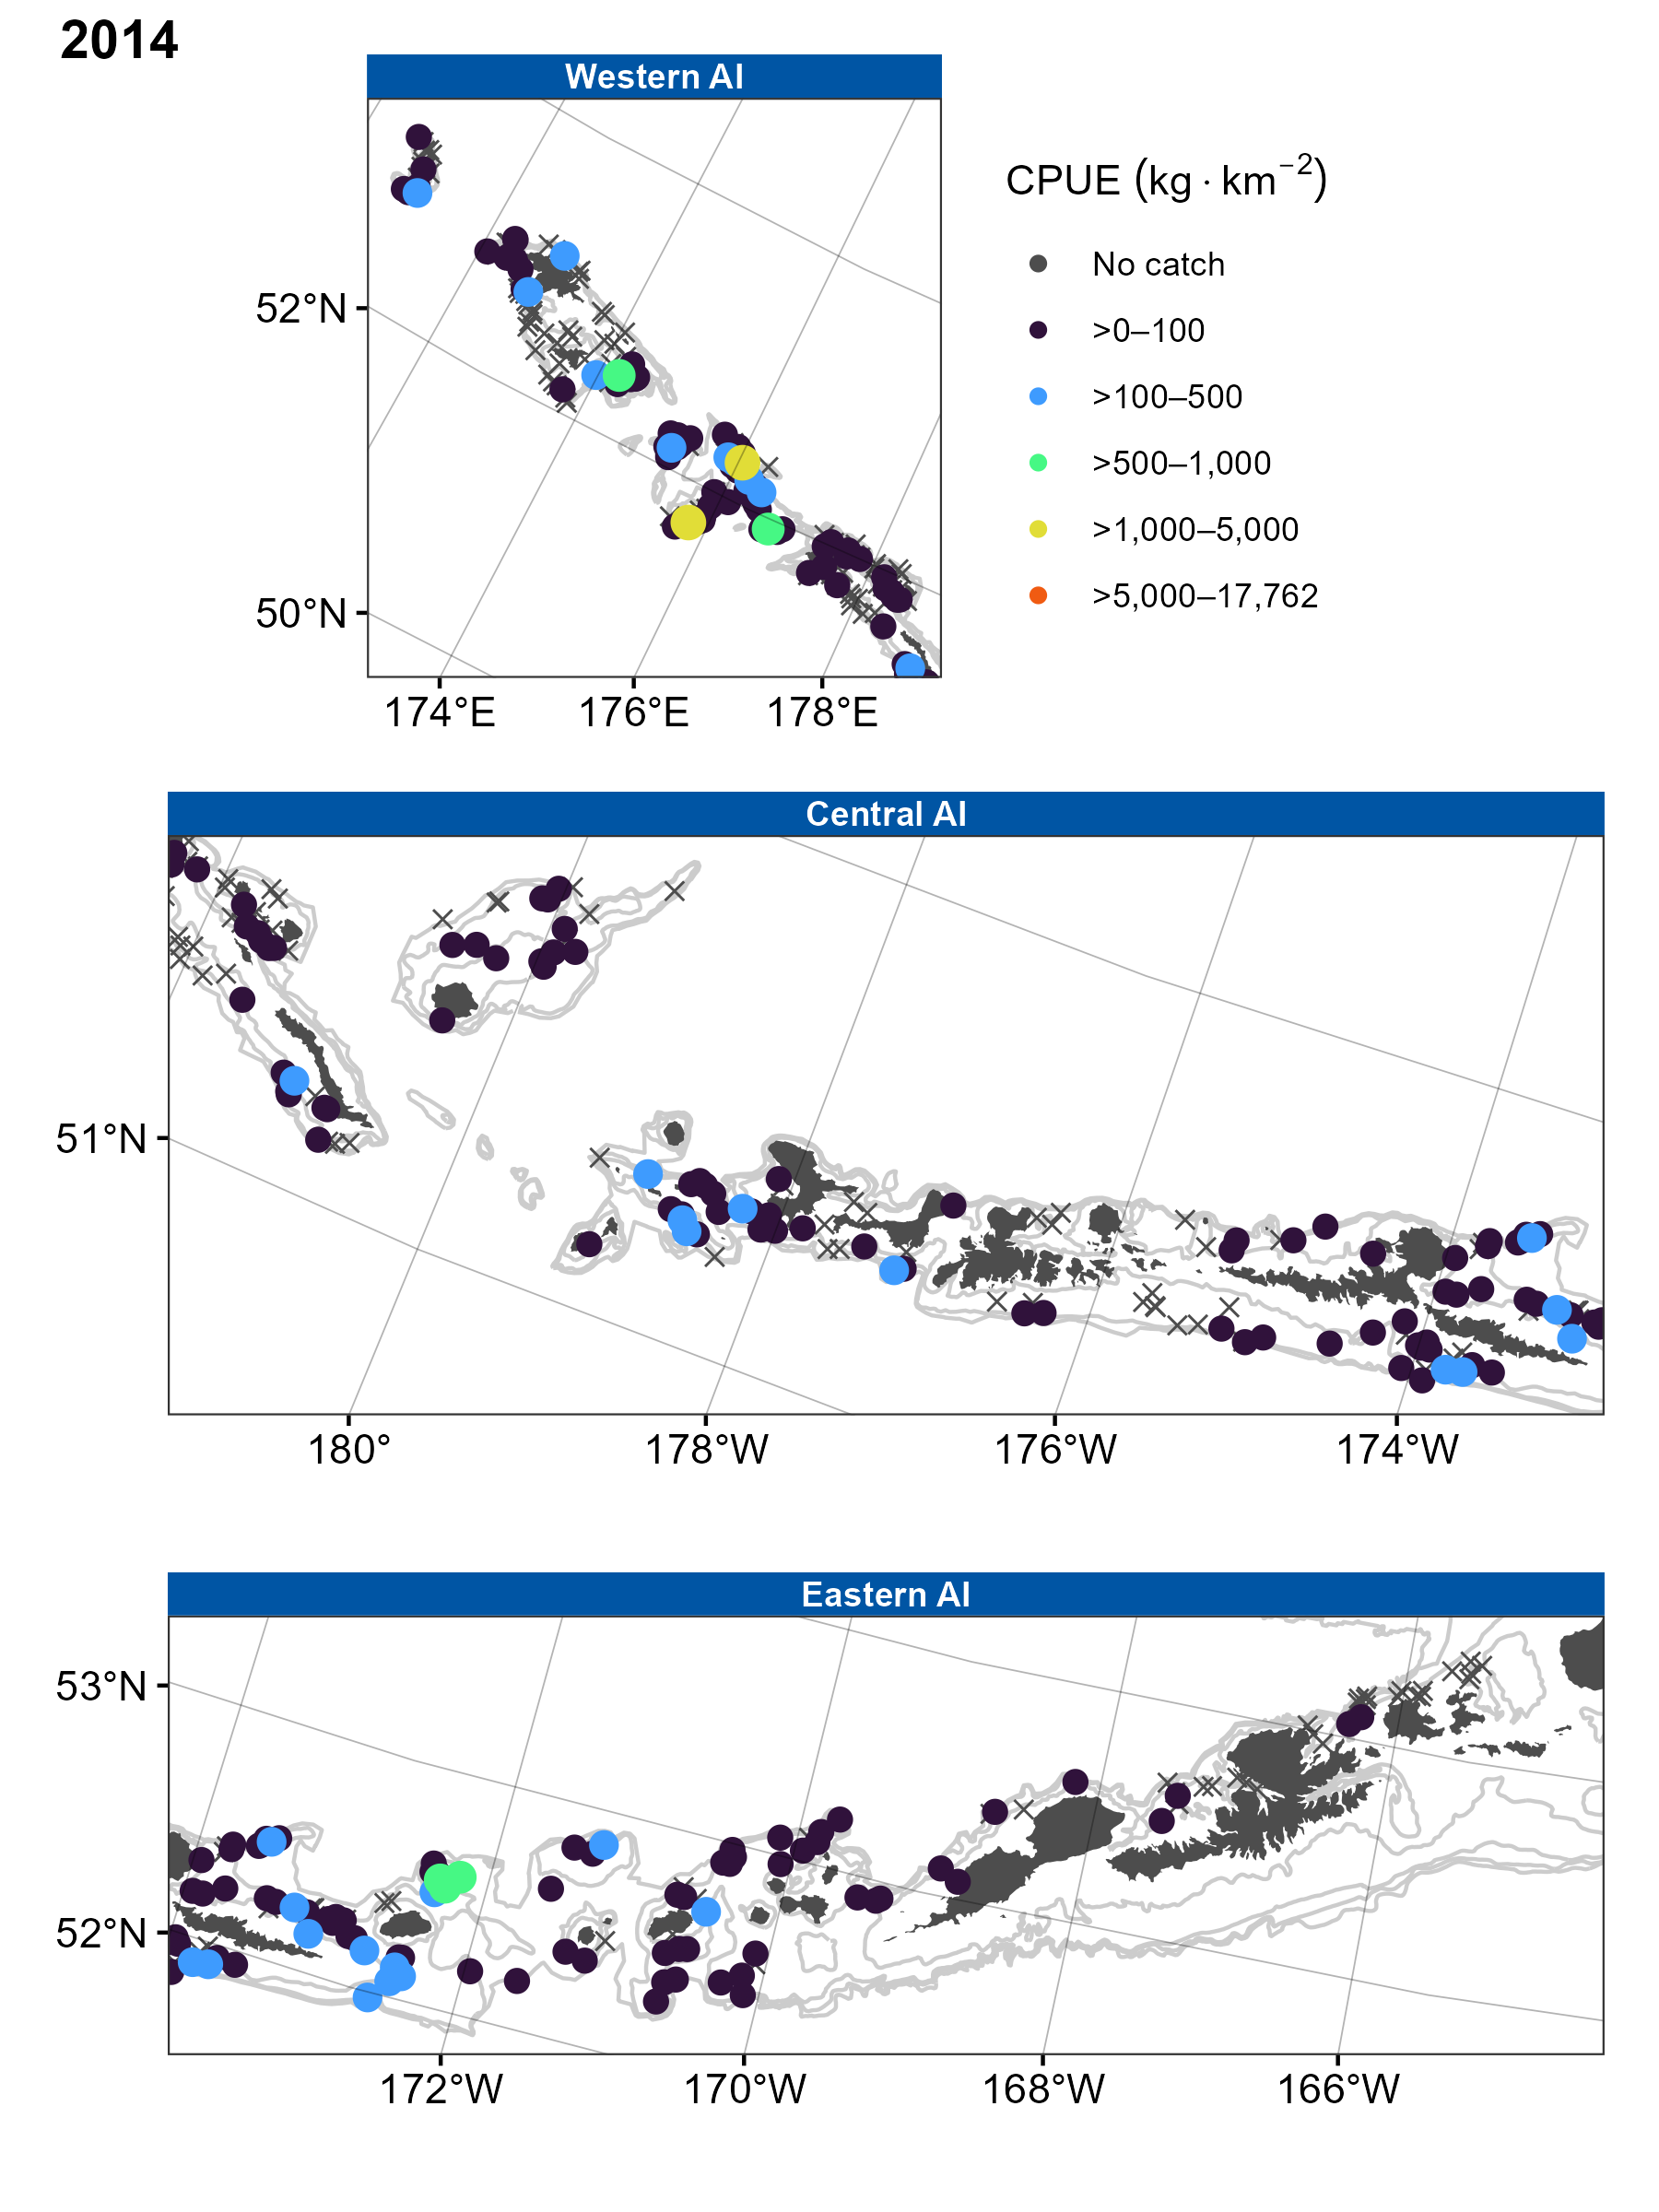 2014
Western AI
52°N
50°N
174°E 176°E 178°E
CPUE (kg · km⁻²)
No catch
>0–100
>100–500
>500–1,000
>1,000–5,000
>5,000–17,762
Central AI
51°N
180° 178°W 176°W 174°W
Eastern AI
53°N
52°N
172°W 170°W 168°W 166°W